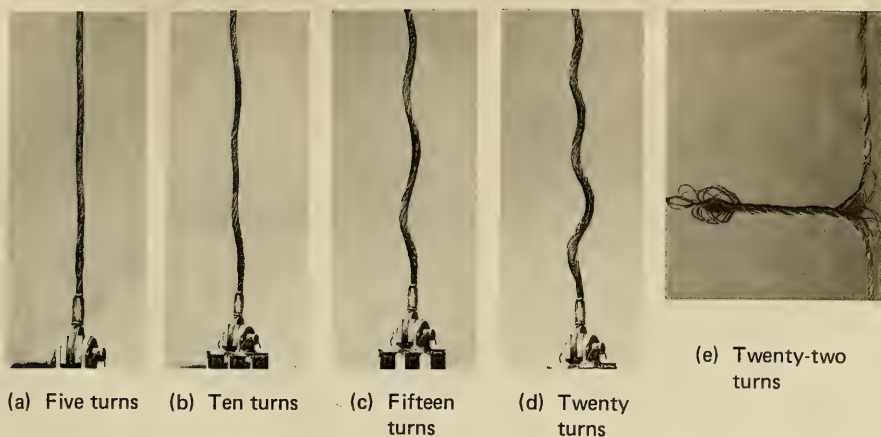 (a) Five turns
(b) Ten turns
(c) Fifteen
turns
(d) Twenty
turns
(e) Twenty-two
turns